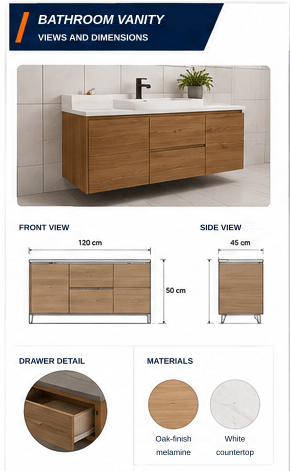 BATHROOM VANITY
VIEWS AND DIMENSIONS
FRONT VIEW
SIDE VIEW
120 cm
45 cm
50 cm
DRAWER DETAIL
MATERIALS
Oak-finish
melamine
White
countertop